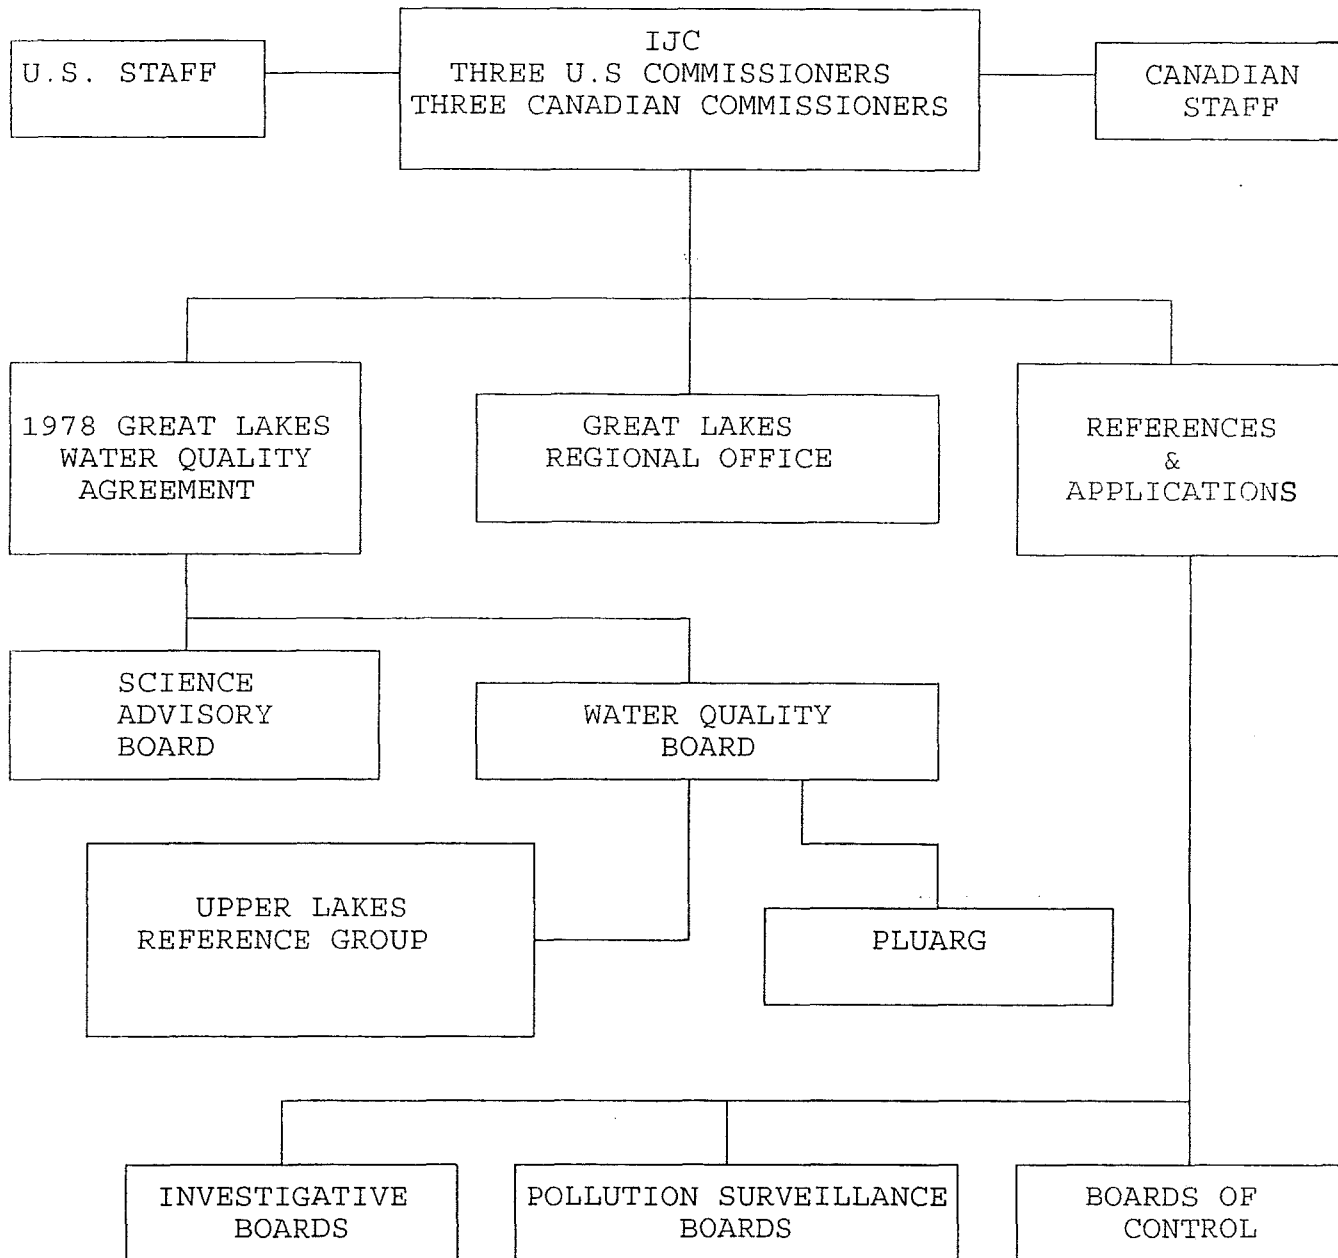 U.S. STAFF
IJC
THREE U.S COMMISSIONERS
THREE CANADIAN COMMISSIONERS
CANADIAN
STAFF
1978 GREAT LAKES
WATER QUALITY
AGREEMENT
GREAT LAKES
REGIONAL OFFICE
REFERENCES
&
APPLICATIONS
SCIENCE
ADVISORY
BOARD
WATER QUALITY
BOARD
UPPER LAKES
REFERENCE GROUP
PLUARG
INVESTIGATIVE
BOARDS
POLLUTION SURVEILLANCE
BOARDS
BOARDS OF
CONTROL